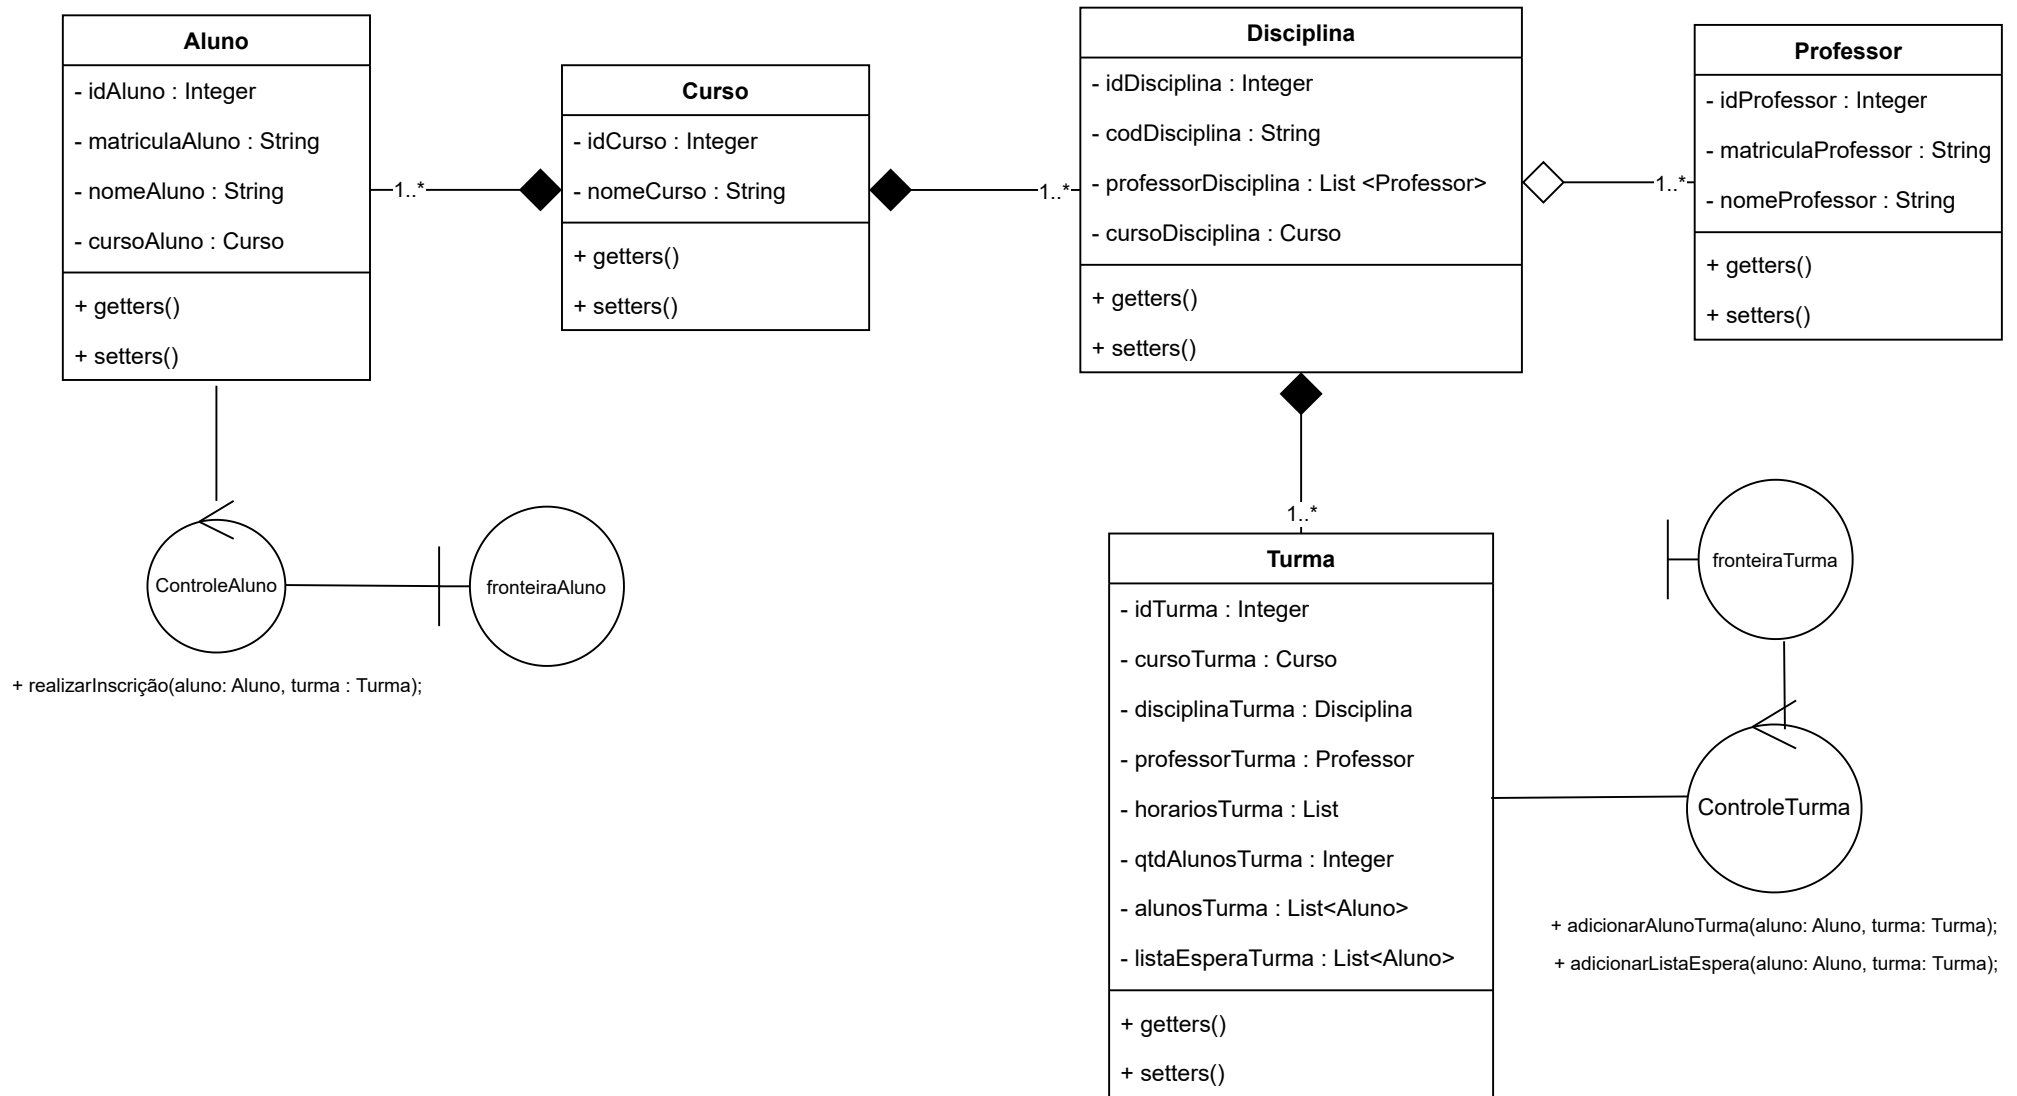 Aluno
- idAluno : Integer
- matriculaAluno : String
- nomeAluno : String
- cursoAluno : Curso
+ getters()
+ setters()
1..*
Curso
- idCurso : Integer
- nomeCurso : String
+ getters()
+ setters()
1..*
Disciplina
- idDisciplina : Integer
- codDisciplina : String
- professorDisciplina : List <Professor>
- cursoDisciplina : Curso
+ getters()
+ setters()
1..*
Professor
- idProfessor : Integer
- matriculaProfessor : String
- nomeProfessor : String
+ getters()
+ setters()
ControleAluno
fronteiraAluno
+ realizarInscrição(aluno: Aluno, turma : Turma);
1..*
Turma
- idTurma : Integer
- cursoTurma : Curso
- disciplinaTurma : Disciplina
- professorTurma : Professor
- horariosTurma : List
- qtdAlunosTurma : Integer
- alunosTurma : List<Aluno>
- listaEsperaTurma : List<Aluno>
+ getters()
+ setters()
fronteiraTurma
ControleTurma
+ adicionarAlunoTurma(aluno: Aluno, turma: Turma);
+ adicionarListaEspera(aluno: Aluno, turma: Turma);